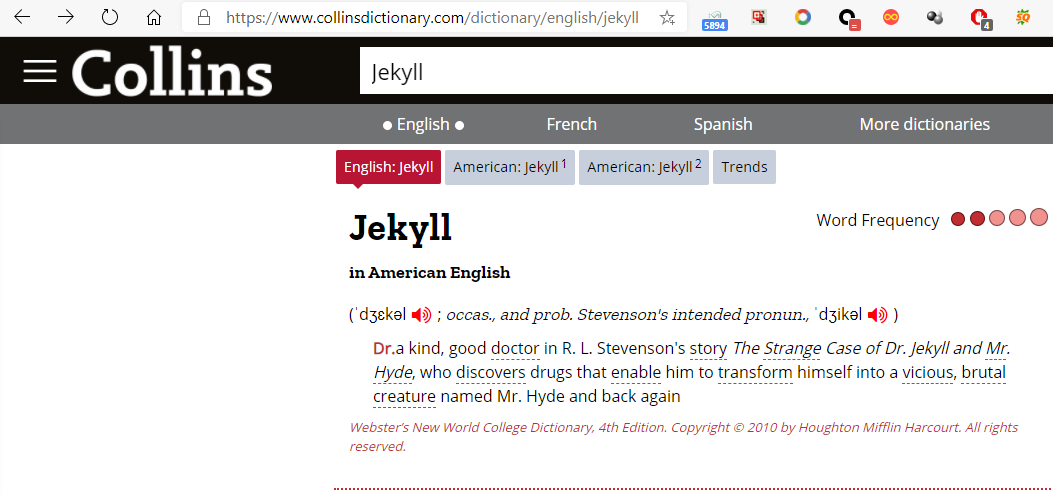 https://www.collinsdictionary.com/dictionary/english/jekyll
5894
4
Collins
Jekyll
● English ●
French
Spanish
More dictionaries
English: Jekyll
American: Jekyll 1
American: Jekyll 2
Trends
Jekyll
Word Frequency
in American English
(ˈdʒɛkəl ; occas., and prob. Stevenson's intended pronun., ˈdʒikəl )
Dr.a kind, good doctor in R. L. Stevenson's story The Strange Case of Dr. Jekyll and Mr.
Hyde, who discovers drugs that enable him to transform himself into a vicious, brutal
creature named Mr. Hyde and back again
Webster's New World College Dictionary, 4th Edition. Copyright © 2010 by Houghton Mifflin Harcourt. All rights
reserved.